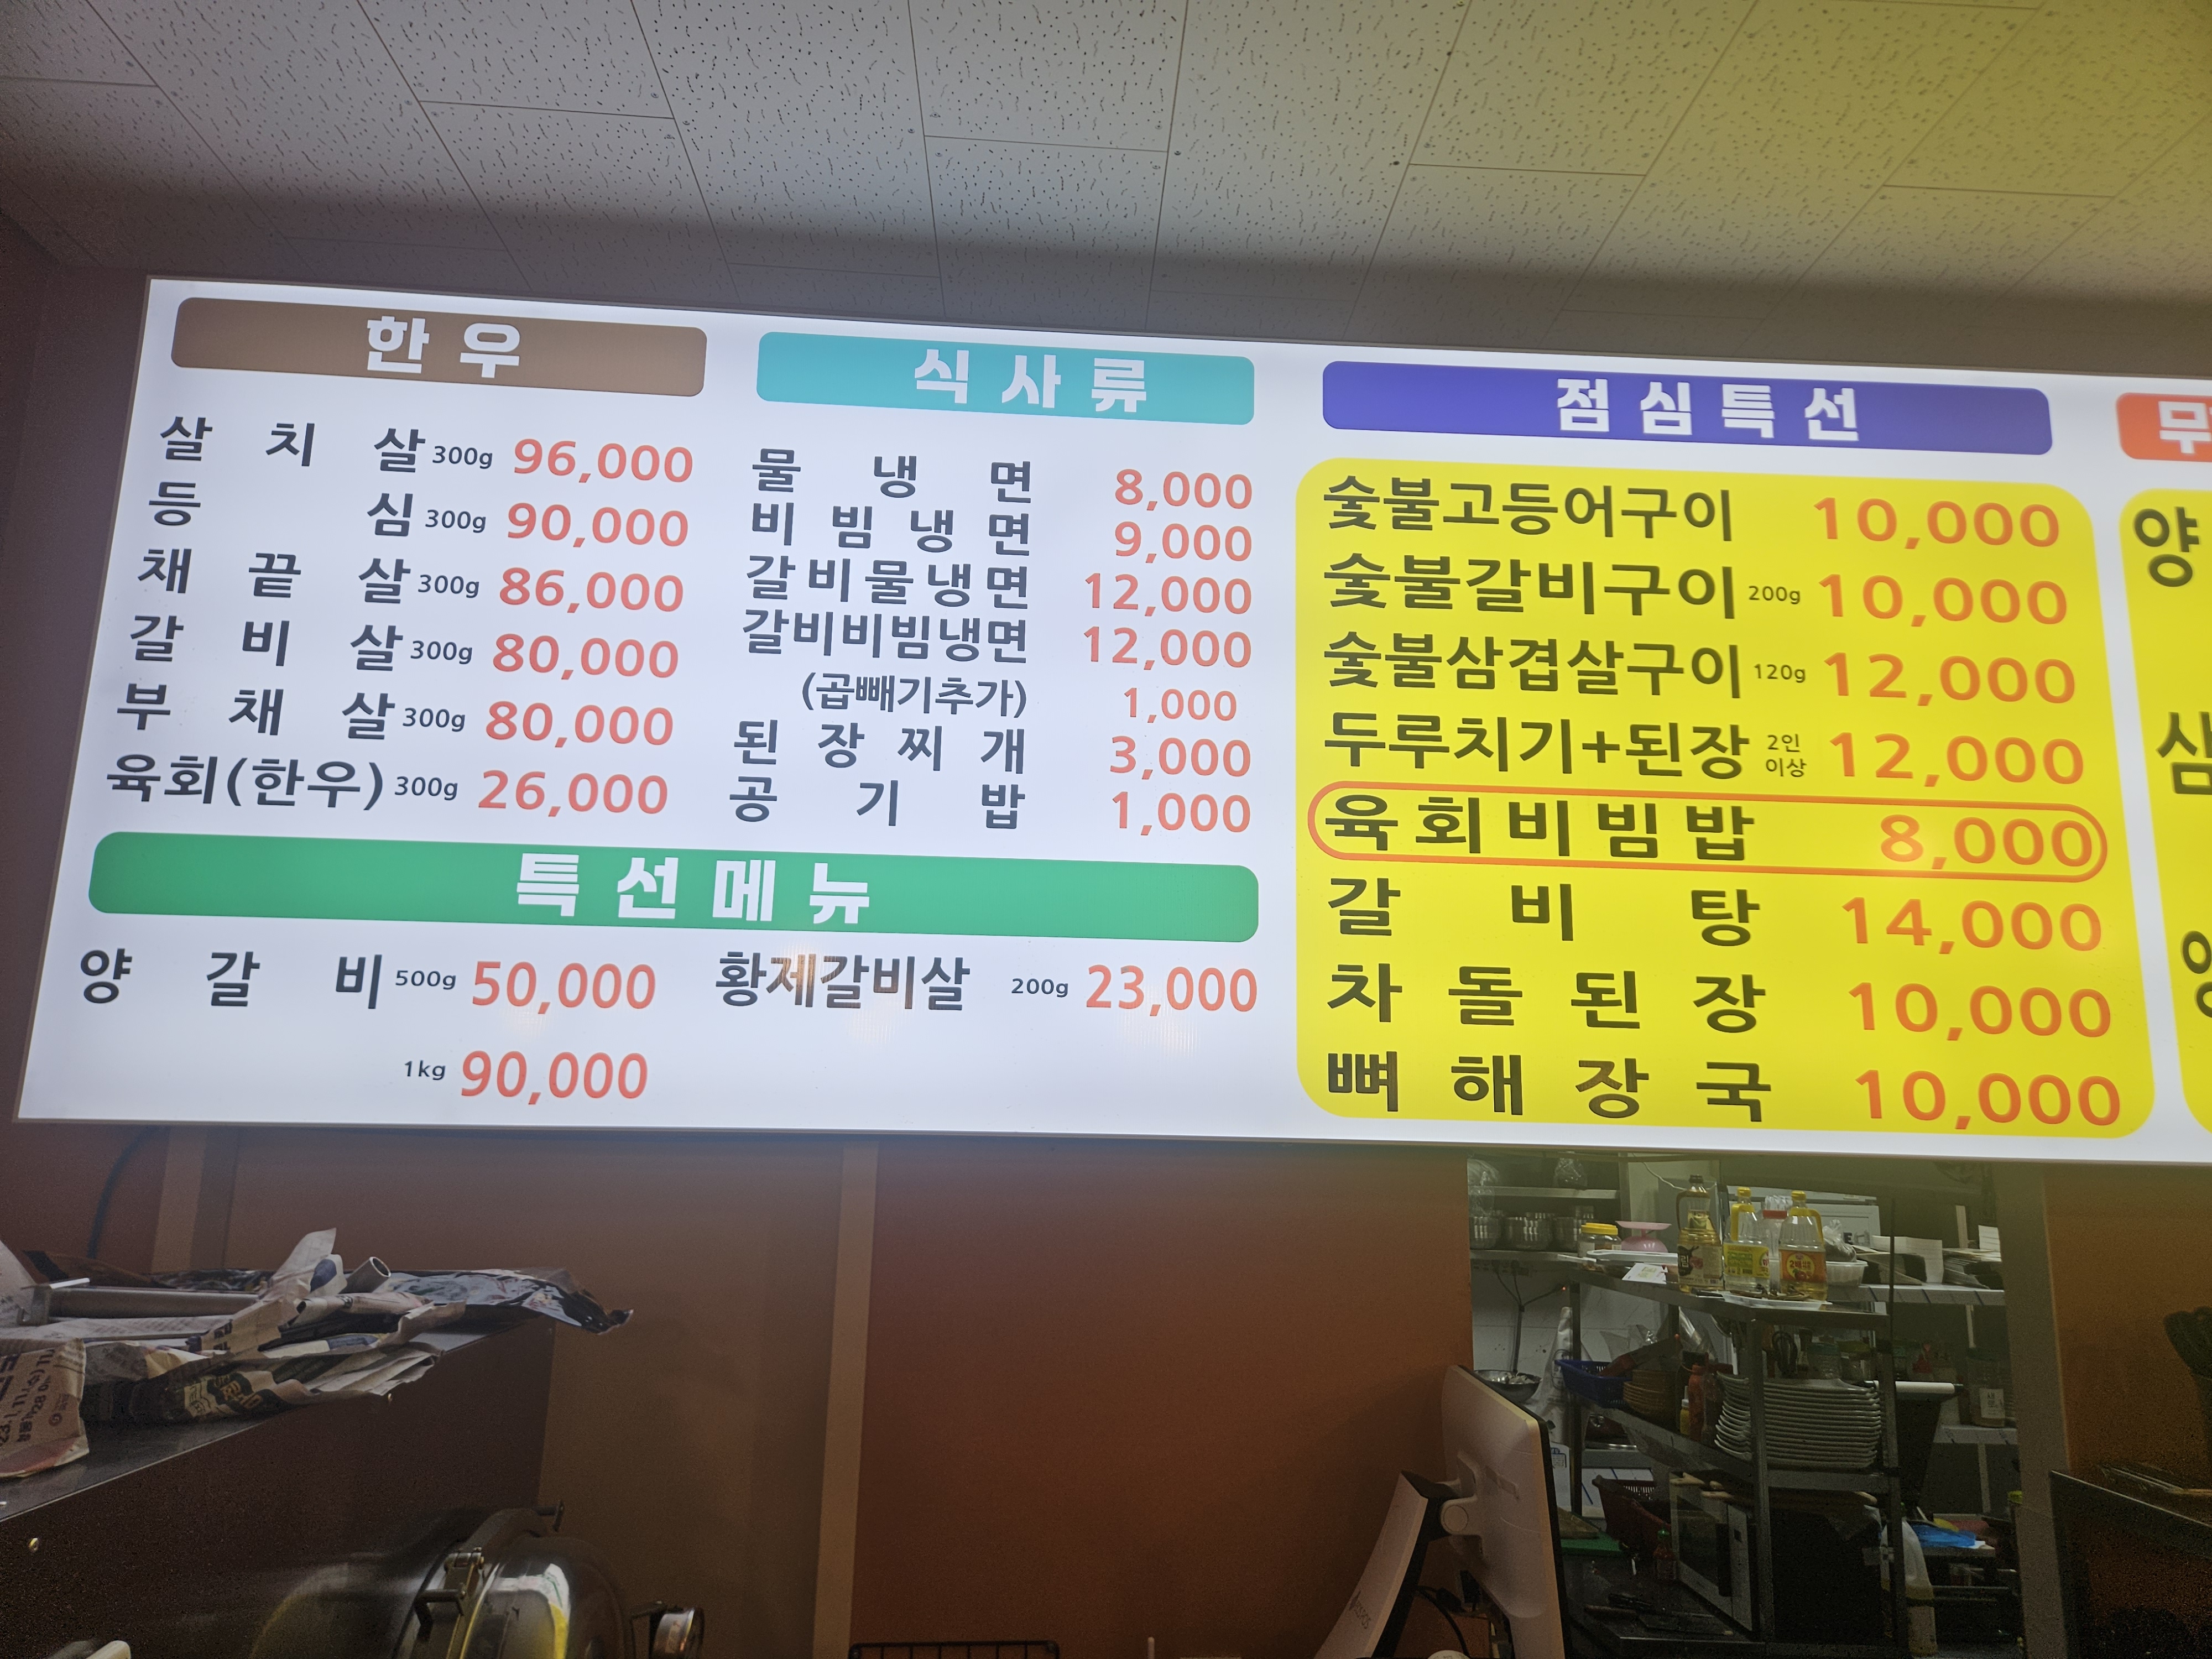 한우
살치살 300g 96,000
등심 300g 90,000
채끝살 300g 86,000
갈비살 300g 80,000
부채살 300g 80,000
육회(한우) 300g 26,000
식사류
물냉면 8,000
비빔냉면 9,000
갈비물냉면 12,000
갈비비빔냉면 12,000
(곱빼기추가) 1,000
된장찌개 3,000
공기밥 1,000
특선메뉴
양갈비 500g 50,000
1kg 90,000
황제갈비살 200g 23,000
점심특선
숯불고등어구이 10,000
숯불갈비구이 200g 10,000
숯불삼겹살구이 120g 12,000
두루치기+된장 2인이상 12,000
육회비빔밥 8,000
갈비탕 14,000
차돌된장 10,000
뼈해장국 10,000
양